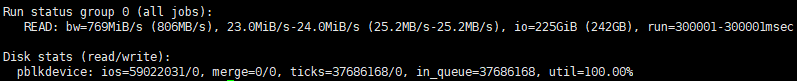 Run status group 0 (all jobs):
READ: bw=769MiB/s (806MB/s), 23.0MiB/s-24.0MiB/s (25.2MB/s-25.2MB/s), io=225GiB (242GB), run=300001-300001msec
Disk stats (read/write):
pblkdevice: ios=59022031/0, merge=0/0, ticks=37686168/0, in_queue=37686168, util=100.00%